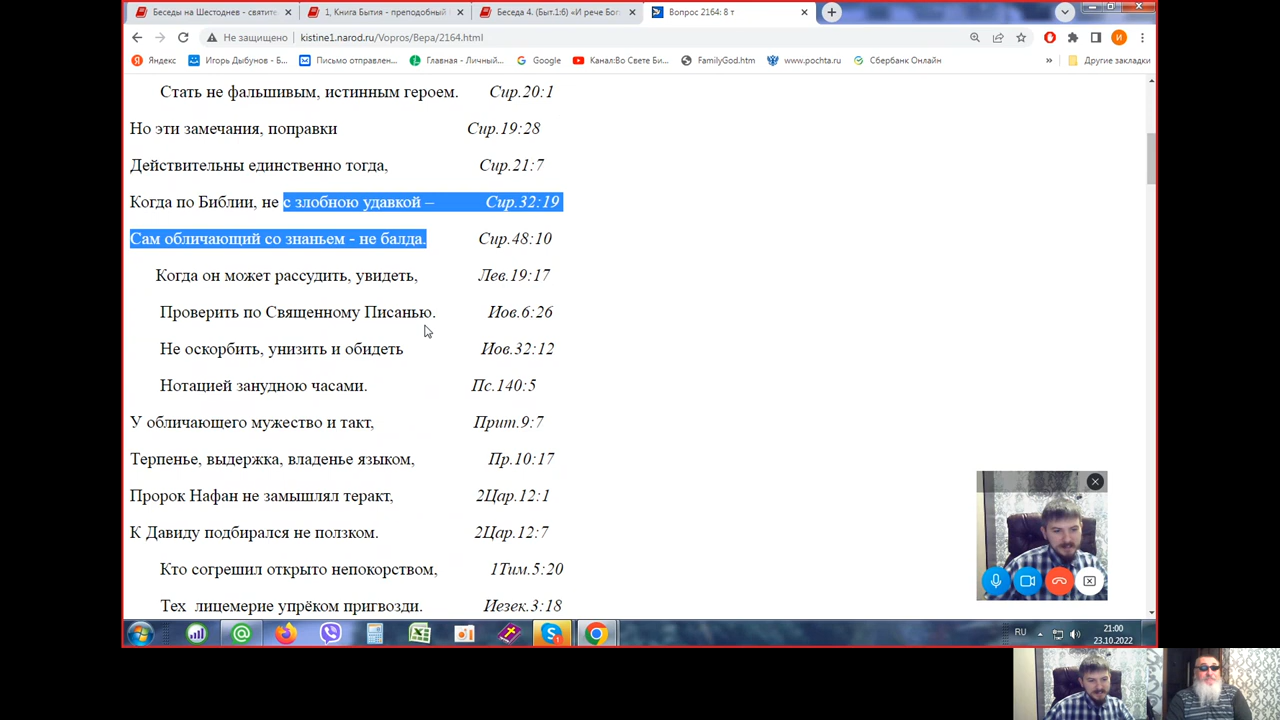 Беседы на Шестоднев - святите
1, Книга Бытия - преподобный
Беседа 4. (Быт.1:6) «И рече Бог
Вопрос 2164: 8 т
Не защищено
kistine1.narod.ru/Vopros/Bepa/2164.html
Яндекс
Игорь Дыбунов - Б...
Письмо отправлен...
Главная - Личный...
Google
Канал:Во Свете Би...
FamilyGod.htm
www.pochta.ru
Сбербанк Онлайн
»
Другие закладки
Стать не фальшивым, истинным героем. Сир.20:1
Но эти замечания, поправки Сир.19:28
Действительны единственно тогда, Сир.21:7
Когда по Библии, не с злобною удавкой – Сир.32:19
Сам обличающий со знаньем - не балда. Сир.48:10
Когда он может рассудить, увидеть, Лев.19:17
Проверить по Священному Писанью. Иов.6:26
Не оскорбить, унизить и обидеть Иов.32:12
Нотацией занудною часами. Пс.140:5
У обличающего мужество и такт, Прит.9:7
Терпенье, выдержка, владенье языком, Пр.10:17
Пророк Нафан не замышлял теракт, 2Цар.12:1
К Давиду подбирался не ползком. 2Цар.12:7
Кто согрешил открыто непокорством, 1Тим.5:20
Тех лицемерие упрёком пригвозди. Иезек.3:18
RU
21:00
23.10.2022